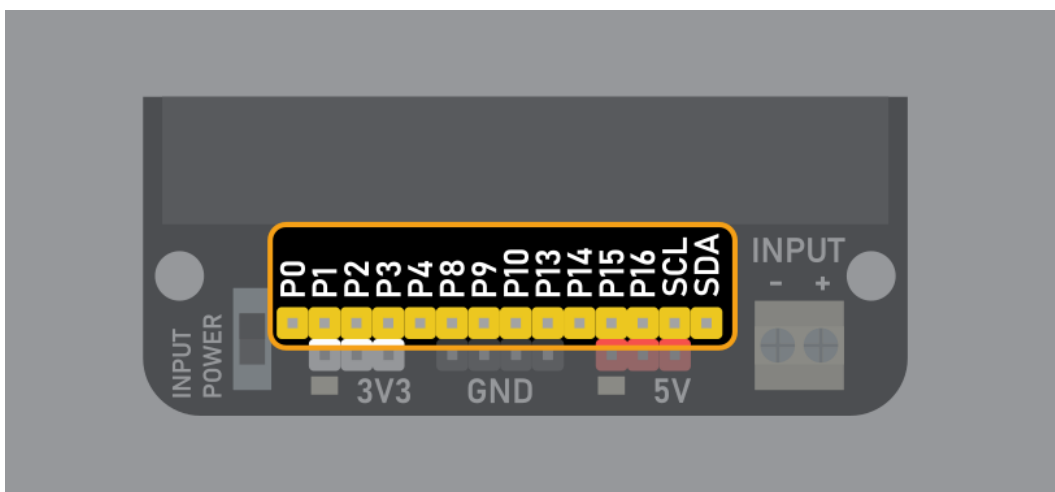 P0 P1 P2 P3 P4 P8 P9 P10 P13 P14 P15 P16 SCL SDA
INPUT
- +
INPUT
POWER
3V3 GND 5V